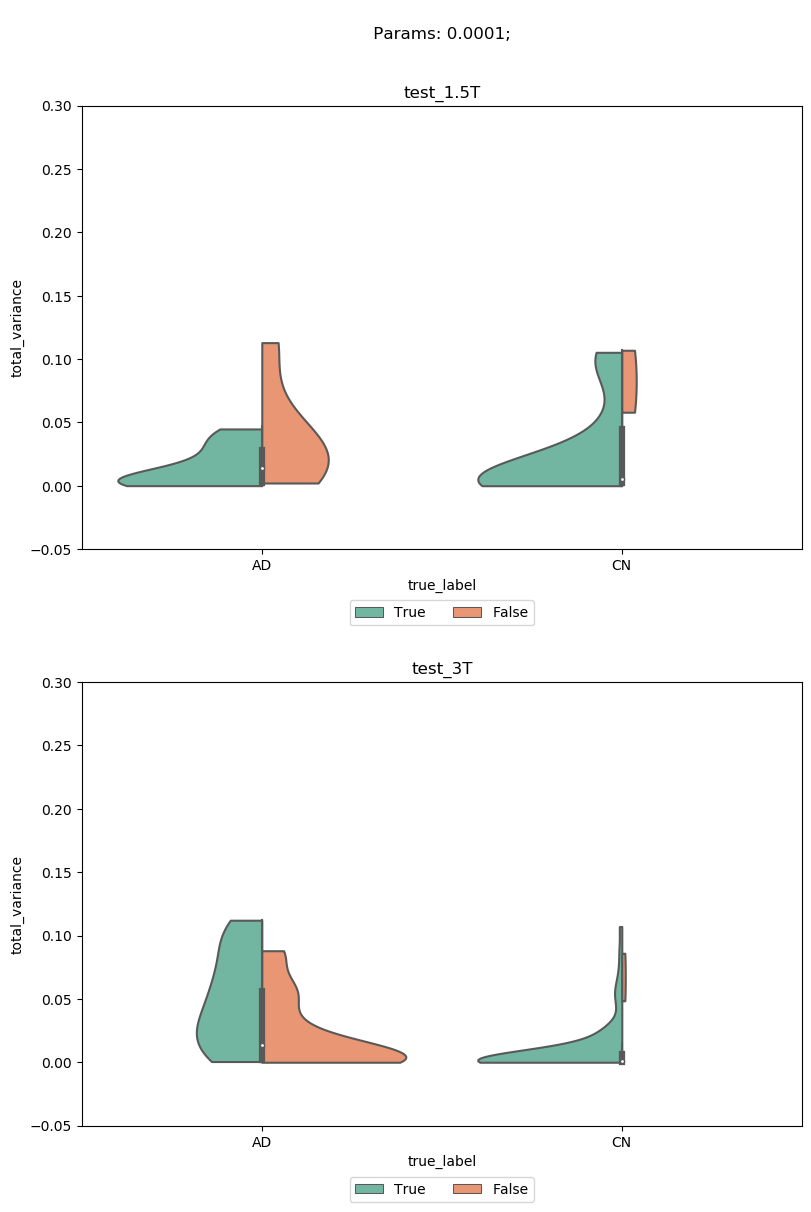 Params: 0.0001;
test_1.5T
0.30
0.25
0.20
0.15
0.10
0.05
0.00
−0.05
total_variance
AD CN
true_label
True False
test_3T
0.30
0.25
0.20
0.15
0.10
0.05
0.00
−0.05
total_variance
AD CN
true_label
True False